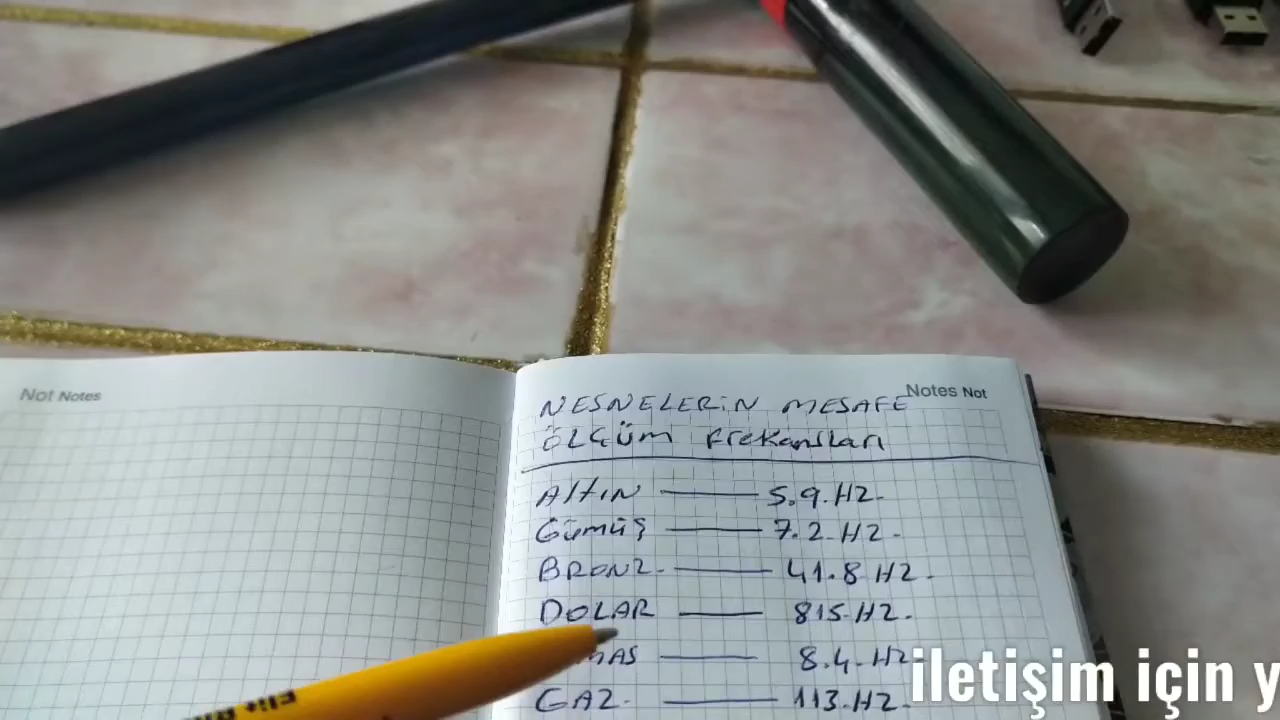 Not Notes
Notes Not
NESNELERİN MESAFE
ÖLÇÜM frekansları
Altın — 5.9.HZ-
Gümüş — 7.2.HZ-
BRONZ- — 41.8 HZ-
DOLAR — 815.HZ-
MAS — 8.4.HZ-
GAZ- — 113.HZ-
iletişim için y